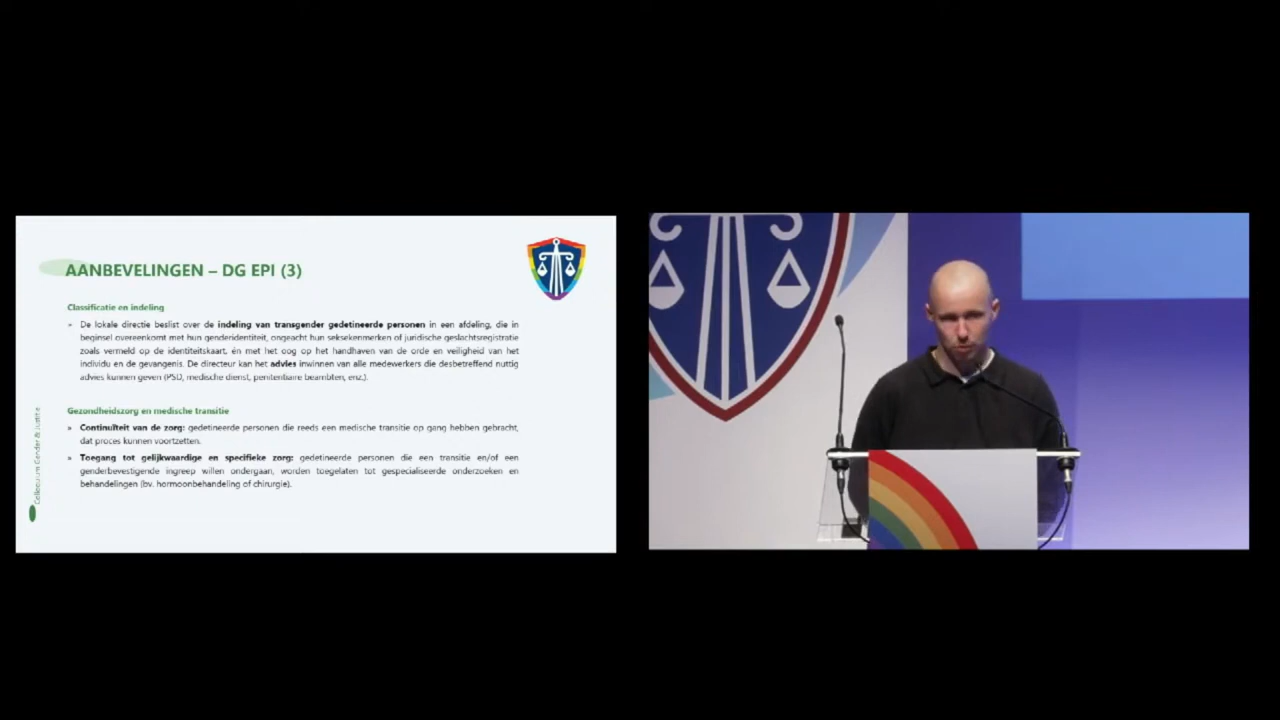 AANBEVELINGEN – DG EPI (3)
Classificatie en indeling
» De lokale directie beslist over de indeling van transgender gedetineerde personen in een afdeling, die in
beginsel overeenkomt met hun genderidentiteit, ongeacht hun seksekenmerken of juridische geslachtsregistratie
zoals vermeld op de identiteitskaart, én met het oog op het handhaven van de orde en veiligheid van het
individu en de gevangenis. De directeur kan het advies inwinnen van alle medewerkers die desbetreffend nuttig
advies kunnen geven (PSD, medische dienst, penitentiaire beambten, enz.).
Gezondheidszorg en medische transitie
» Continuïteit van de zorg: gedetineerde personen die reeds een medische transitie op gang hebben gebracht,
dat proces kunnen voortzetten.
» Toegang tot gelijkwaardige en specifieke zorg: gedetineerde personen die een transitie en/of een
genderbevestigende ingreep willen ondergaan, worden toegelaten tot gespecialiseerde onderzoeken en
behandelingen (bv. hormoonbehandeling of chirurgie).
Colloquium Gender & Justitie